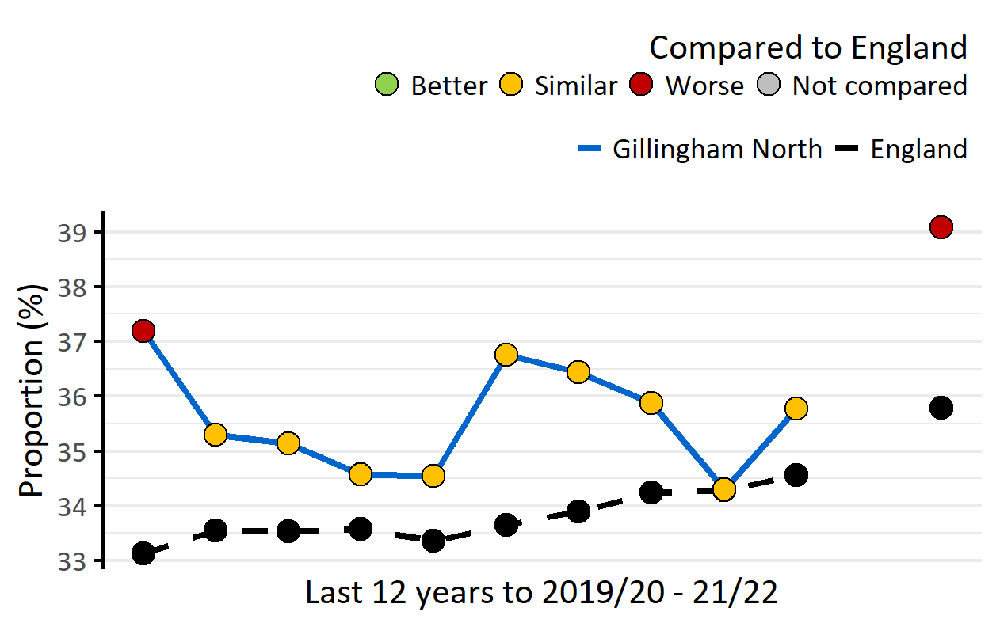 Compared to England
Better Similar Worse Not compared
Gillingham North England
39
38
37
36
35
34
33
Proportion (%)
Last 12 years to 2019/20 - 21/22